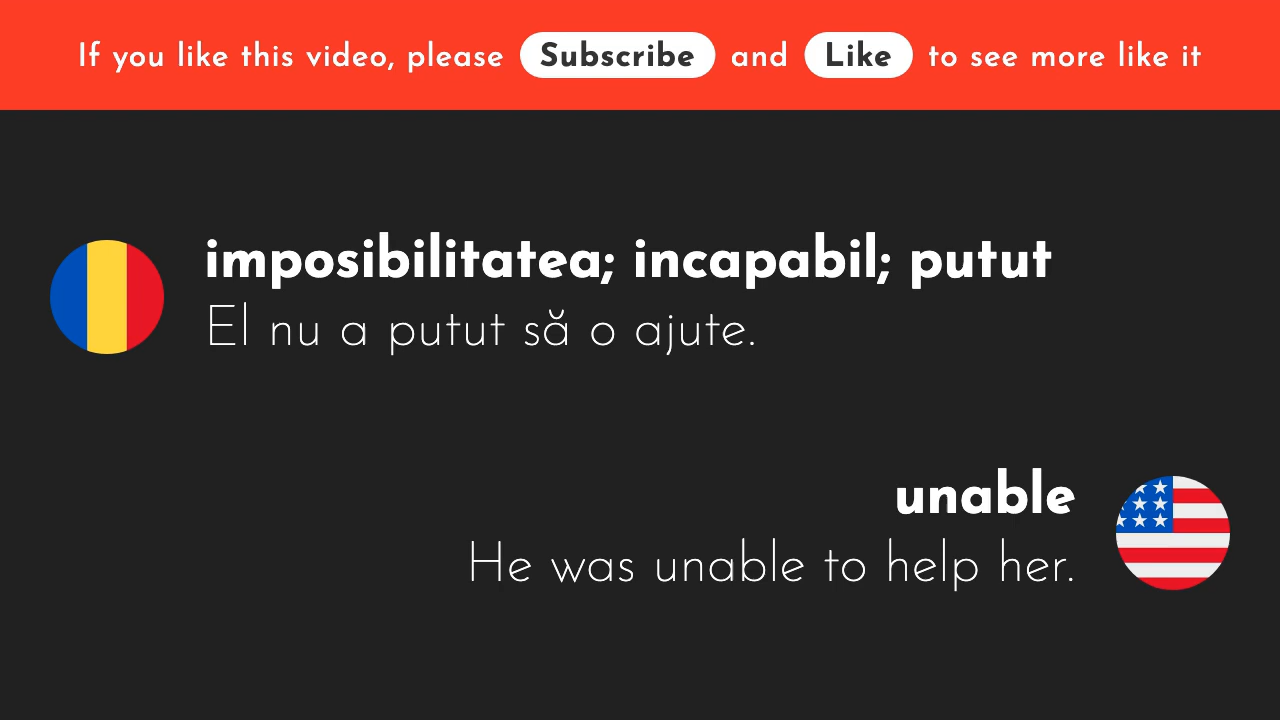 If you like this video, please Subscribe and Like to see more like it
imposibilitatea; incapabil; putut
El nu a putut să o ajute.
unable
He was unable to help her.